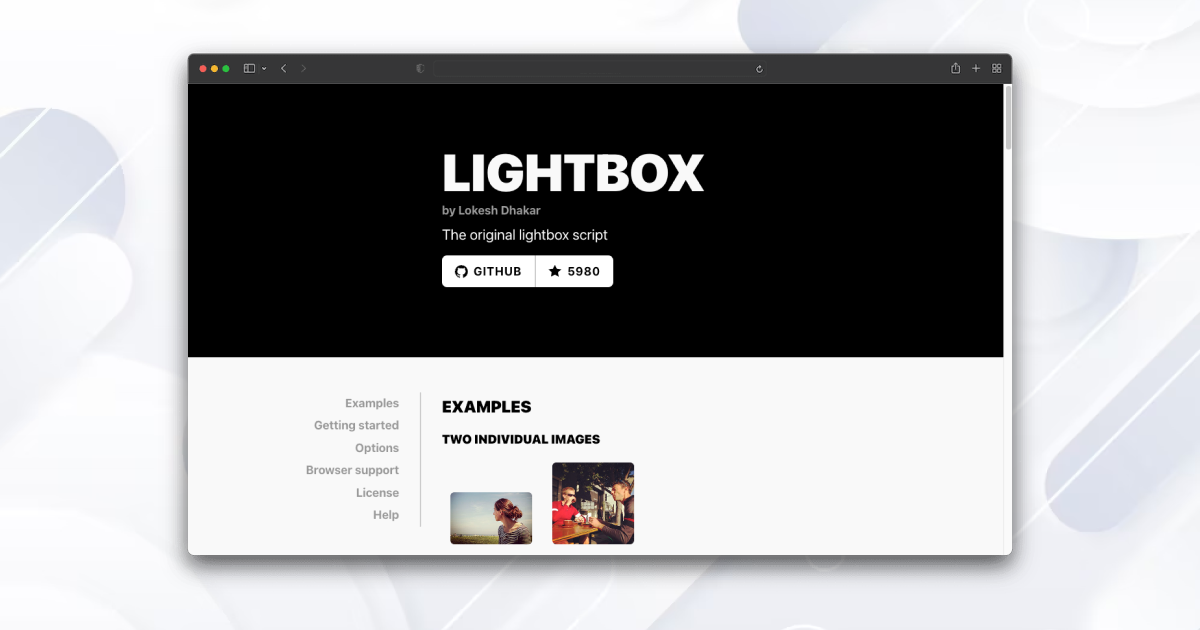 LIGHTBOX
by Lokesh Dhakar
The original lightbox script
GITHUB 5980
Examples
Getting started
Options
Browser support
License
Help
EXAMPLES
TWO INDIVIDUAL IMAGES